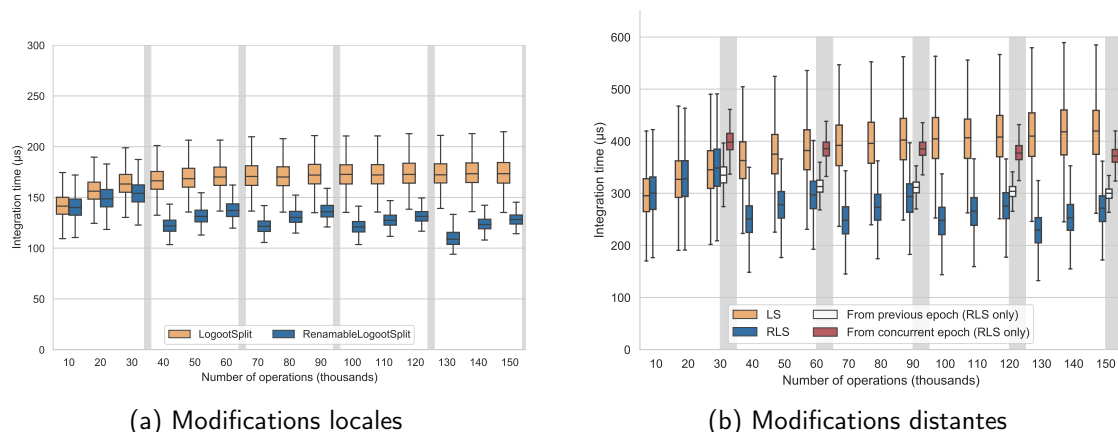 300
250
200
150
100
50
0
Integration time (µs)
LogootSplit
RenamableLogootSplit
10 20 30 40 50 60 70 80 90 100 110 120 130 140 150
Number of operations (thousands)
(a) Modifications locales
600
500
400
300
200
100
0
Integration time (µs)
LS
RLS
From previous epoch (RLS only)
From concurrent epoch (RLS only)
10 20 30 40 50 60 70 80 90 100 110 120 130 140 150
Number of operations (thousands)
(b) Modifications distantes